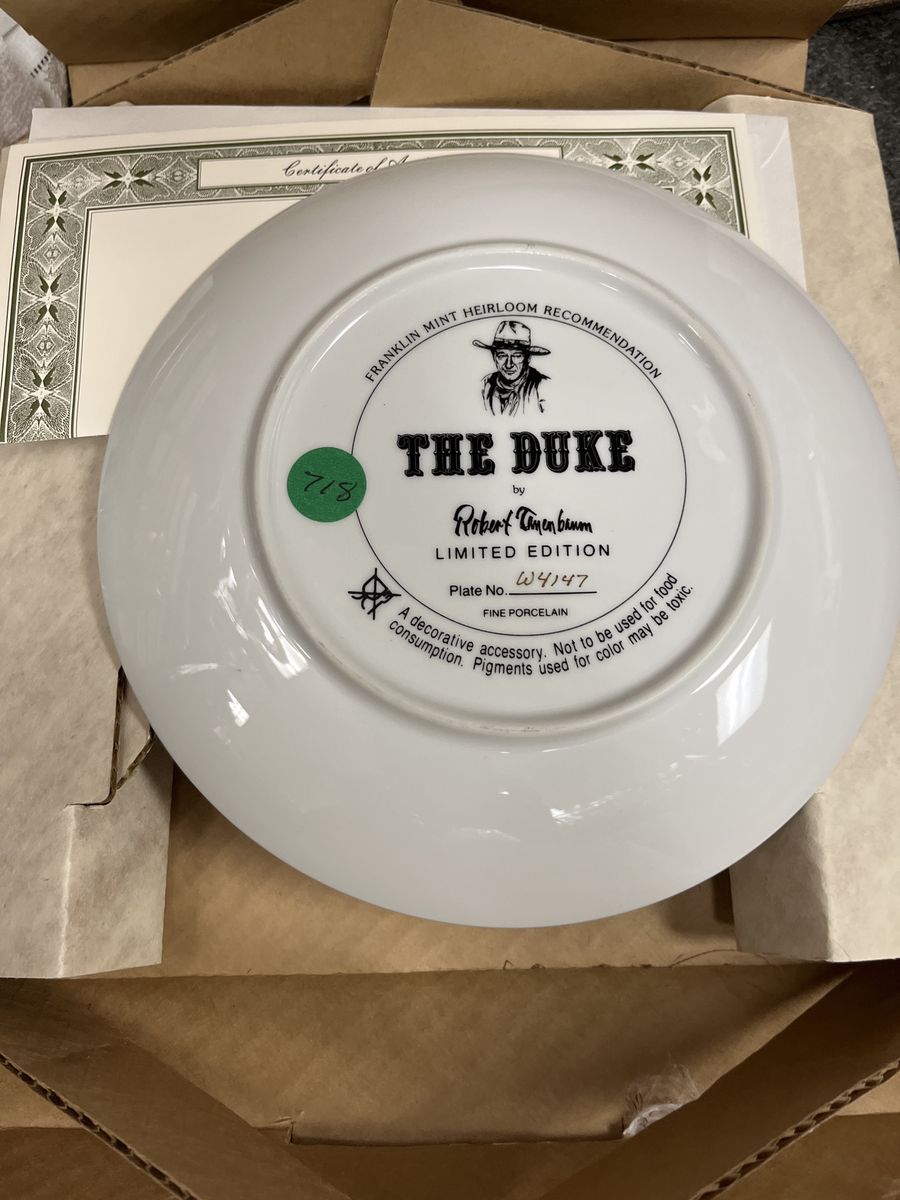 Certificate of
FRANKLIN MINT HEIRLOOM RECOMMENDATION
THE DUKE
718
by
Robert Tanenbaum
LIMITED EDITION
Plate No. W4147
FINE PORCELAIN
A decorative accessory. Not to be used for food
consumption. Pigments used for color may be toxic.